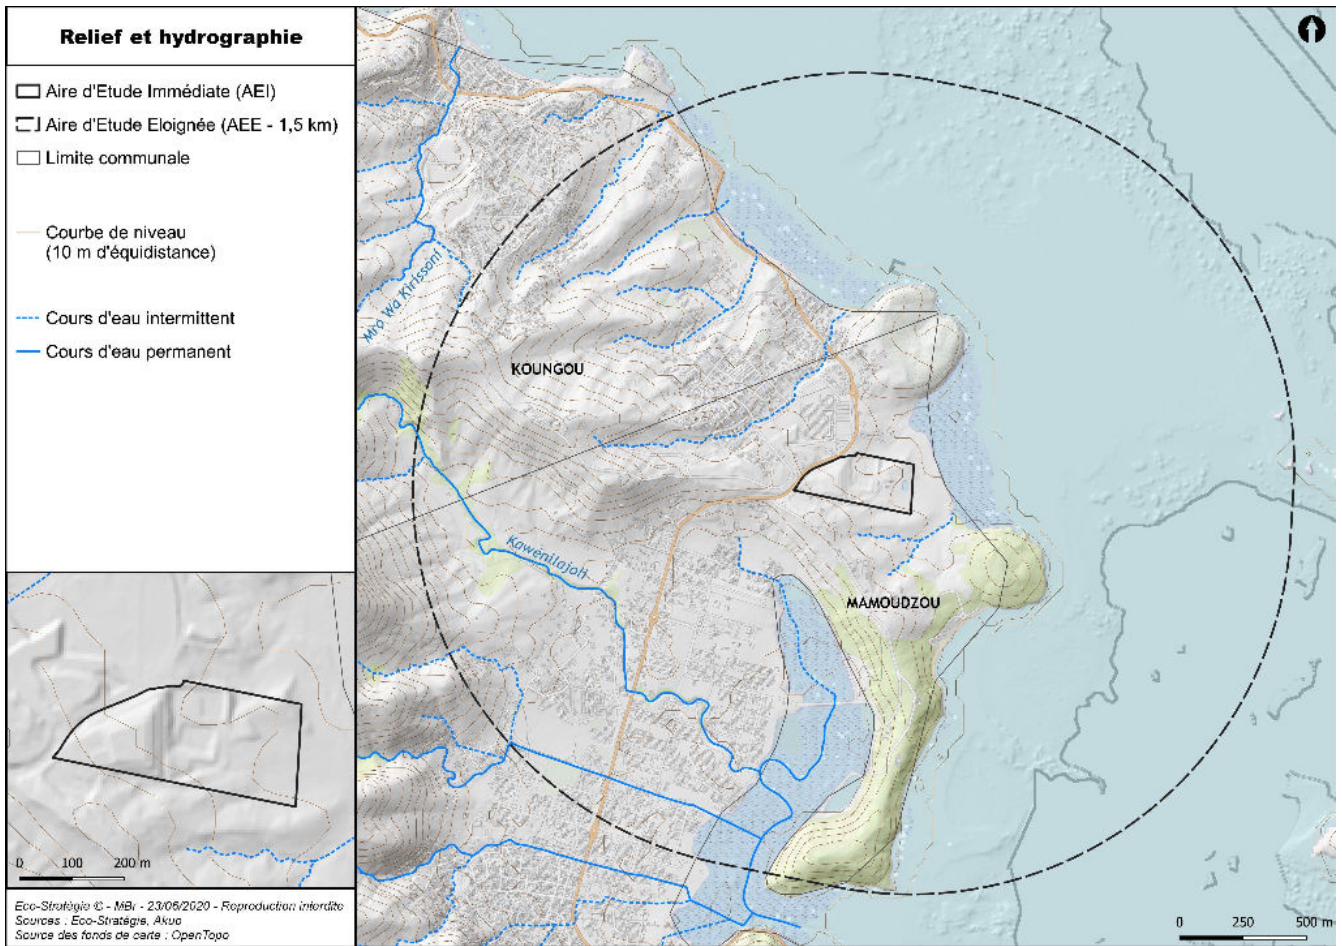 Relief et hydrographie
Aire d'Etude Immédiate (AEI)
Aire d'Etude Eloignée (AEE - 1,5 km)
Limite communale
Courbe de niveau
(10 m d'équidistance)
Cours d'eau intermittent
Cours d'eau permanent
0 100 200 m
Eco-Stratégie © - MBr - 23/06/2020 - Reproduction interdite
Sources : Eco-Stratégie, Akuo
Source des fonds de carte : OpenTopo
Mro Wa Kirissoni
KOUNGOU
Kawénilajoli
MAMOUDZOU
0 250 500 m